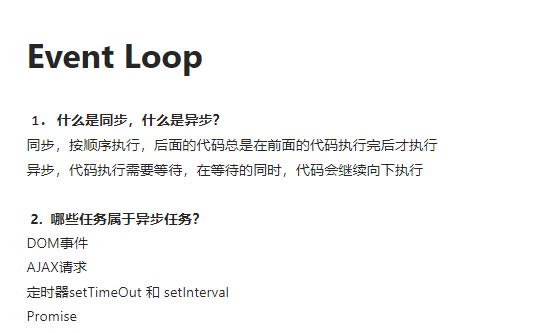 Event Loop
1. 什么是同步，什么是异步？
同步，按顺序执行，后面的代码总是在前面的代码执行完后才执行
异步，代码执行需要等待，在等待的同时，代码会继续向下执行
2. 哪些任务属于异步任务？
DOM事件
AJAX请求
定时器setTimeOut 和 setInterval
Promise